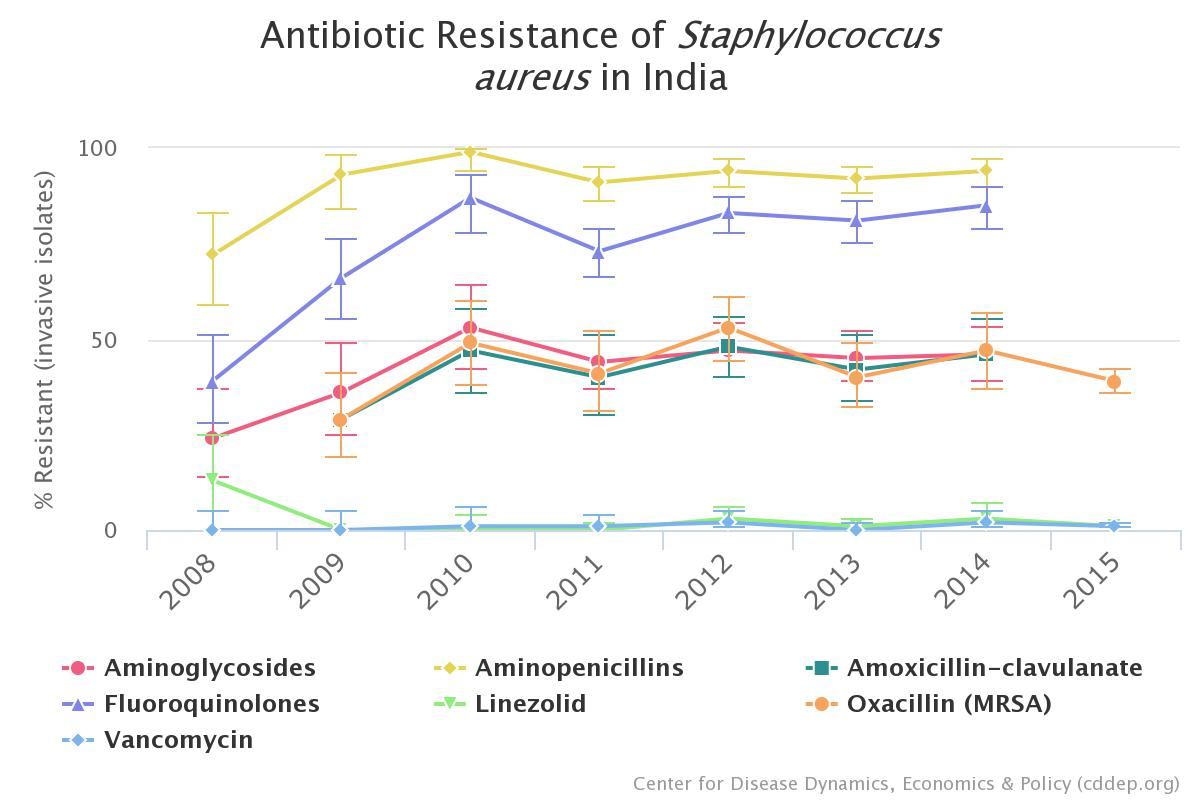 Antibiotic Resistance of Staphylococcus
aureus in India
% Resistant (invasive isolates)
100
50
0
2008
2009
2010
2011
2012
2013
2014
2015
Aminoglycosides
Aminopenicillins
Amoxicillin-clavulanate
Fluoroquinolones
Linezolid
Oxacillin (MRSA)
Vancomycin
Center for Disease Dynamics, Economics & Policy (cddep.org)